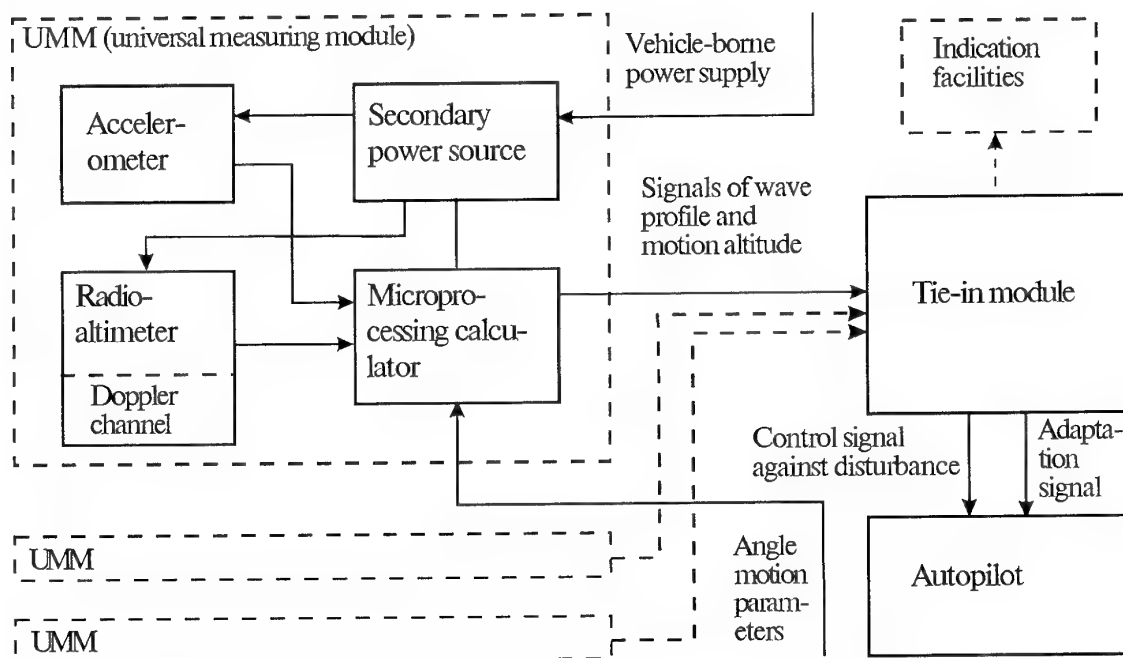 UMM (universal measuring module)
Acceler-
ometer
Secondary
power source
Radio-
altimeter
Doppler
channel
Micropro-
cessing calcu-
lator
Vehicle-borne
power supply
Indication
facilities
Signals of wave
profile and
motion altitude
Tie-in module
Control signal
against disturbance
Adapta-
tion
signal
UMM
UMM
Angle
motion
param-
eters
Autopilot